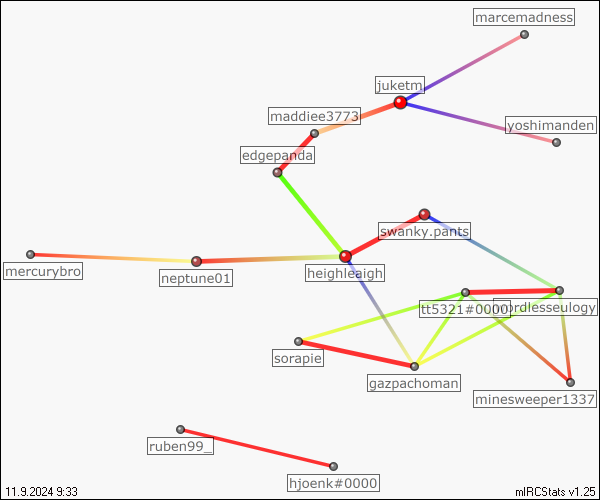 marcemadness
juketm
maddiee3773
yoshimanden
edgepanda
swanky.pants
mercurybro
neptune01
heighleaigh
tt5321#0000
sorapie
gazpachoman
minesweeper1337
ruben99_
hjoenk#0000
11.9.2024 9:33
mIRCStats v1.25